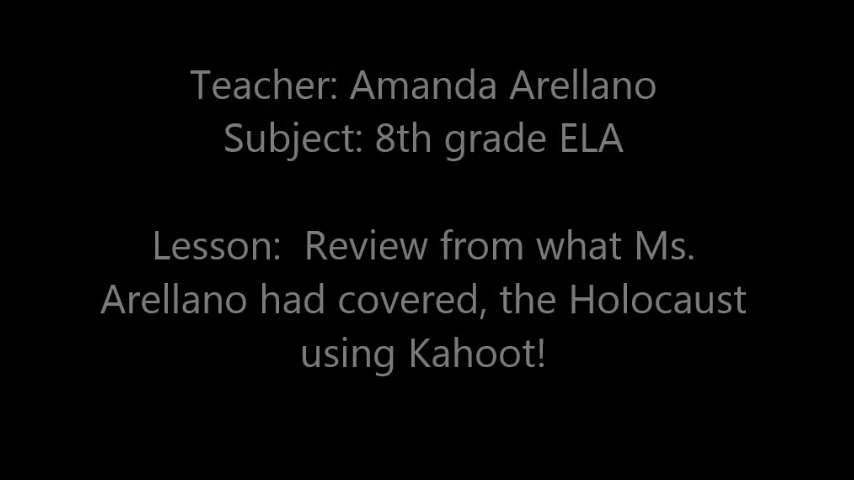 Teacher: Amanda Arellano
Subject: 8th grade ELA
Lesson:  Review from what Ms.
Arellano had covered, the Holocaust
using Kahoot!